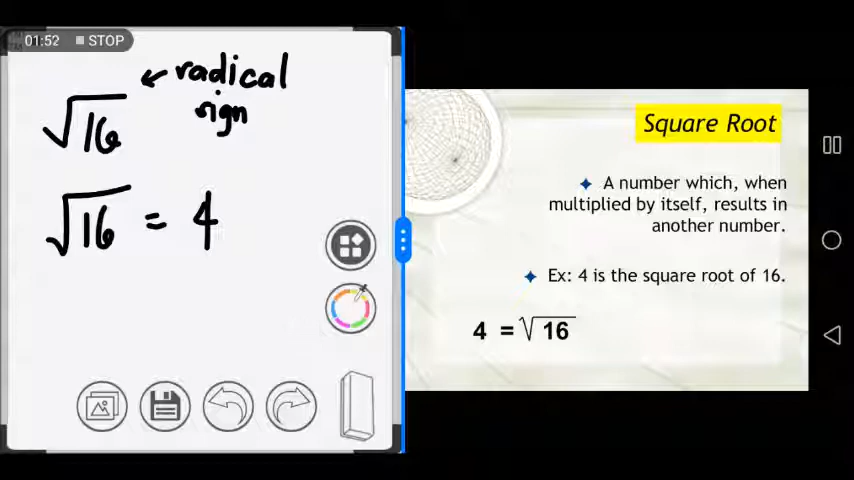 01:52 STOP
√16 ← radical
sign
√16 = 4
Square Root
A number which, when
multiplied by itself, results in
another number.
Ex: 4 is the square root of 16.
4 = √16